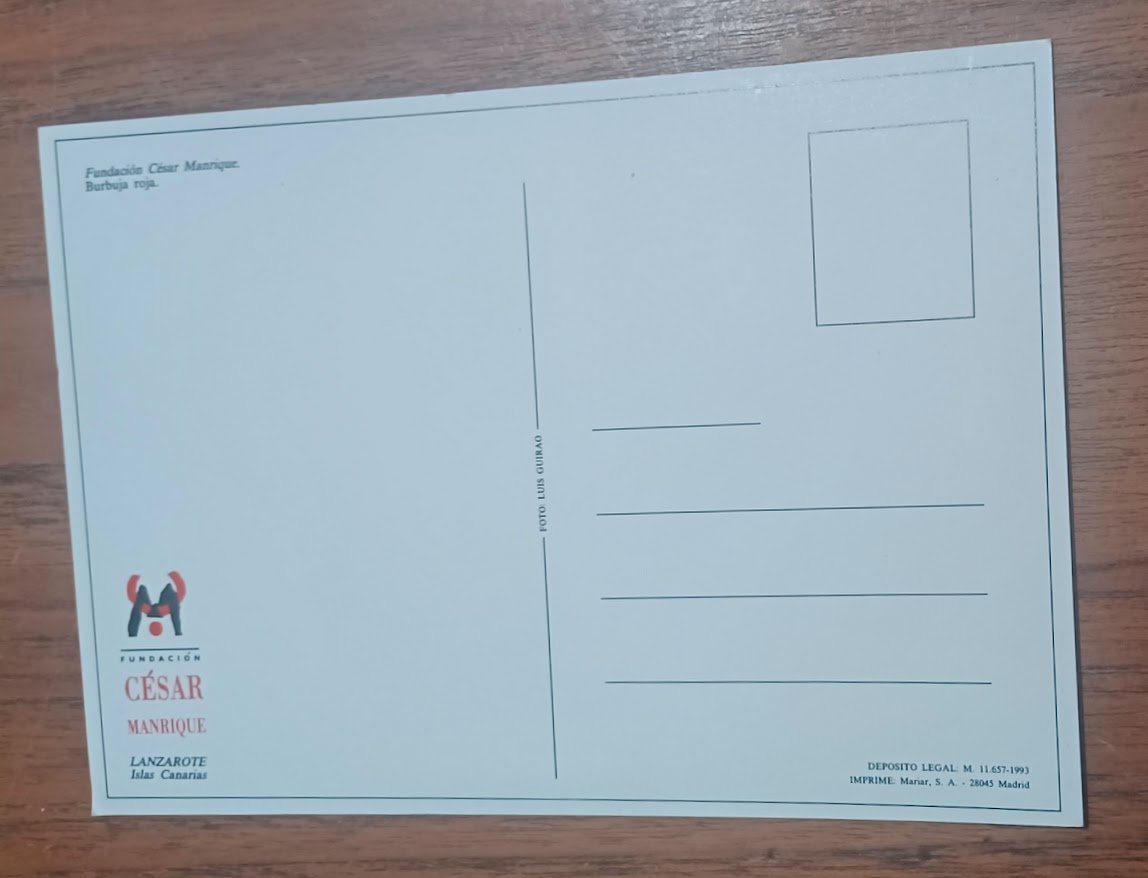 Fundación César Manrique.
Burbuja roja.
FOTO: LUIS GUIRAO
FUNDACIÓN
CÉSAR
MANRIQUE
LANZAROTE
Islas Canarias
DEPOSITO LEGAL: M. 11.657-1993
IMPRIME: Mariar, S. A. - 28045 Madrid